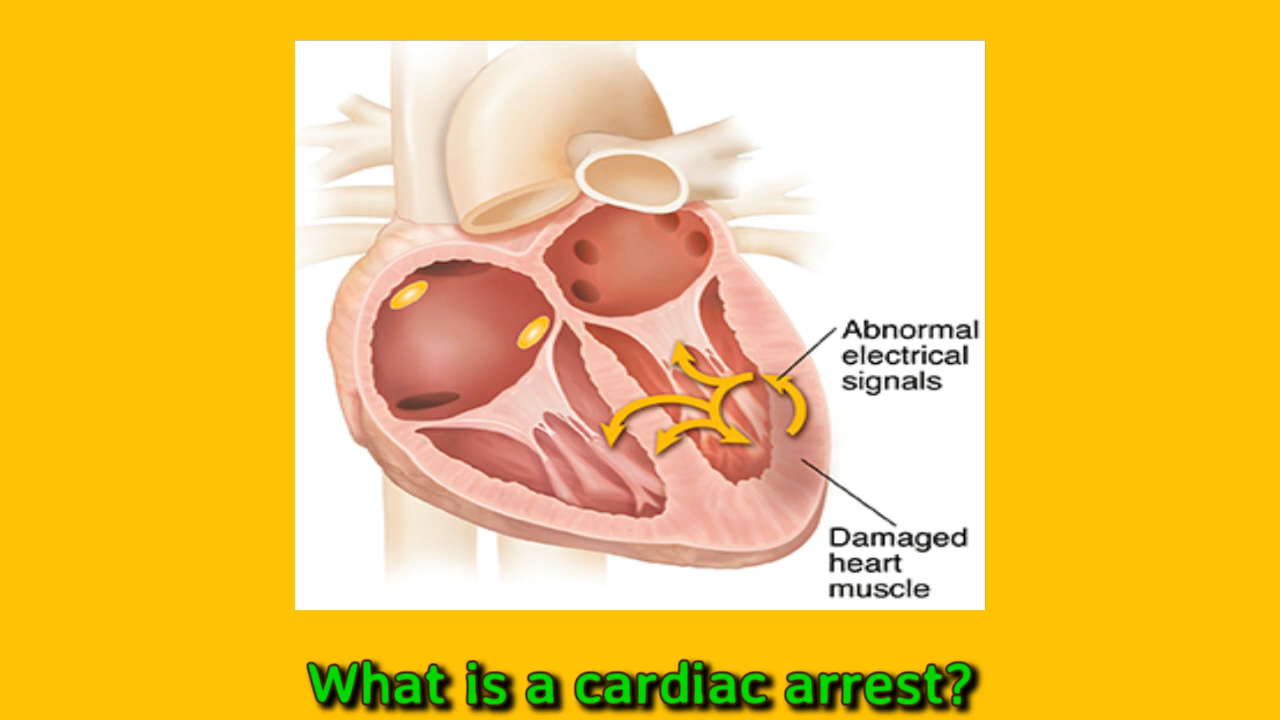 Abnormal
electrical
signals
Damaged
heart
muscle
What is a cardiac arrest?